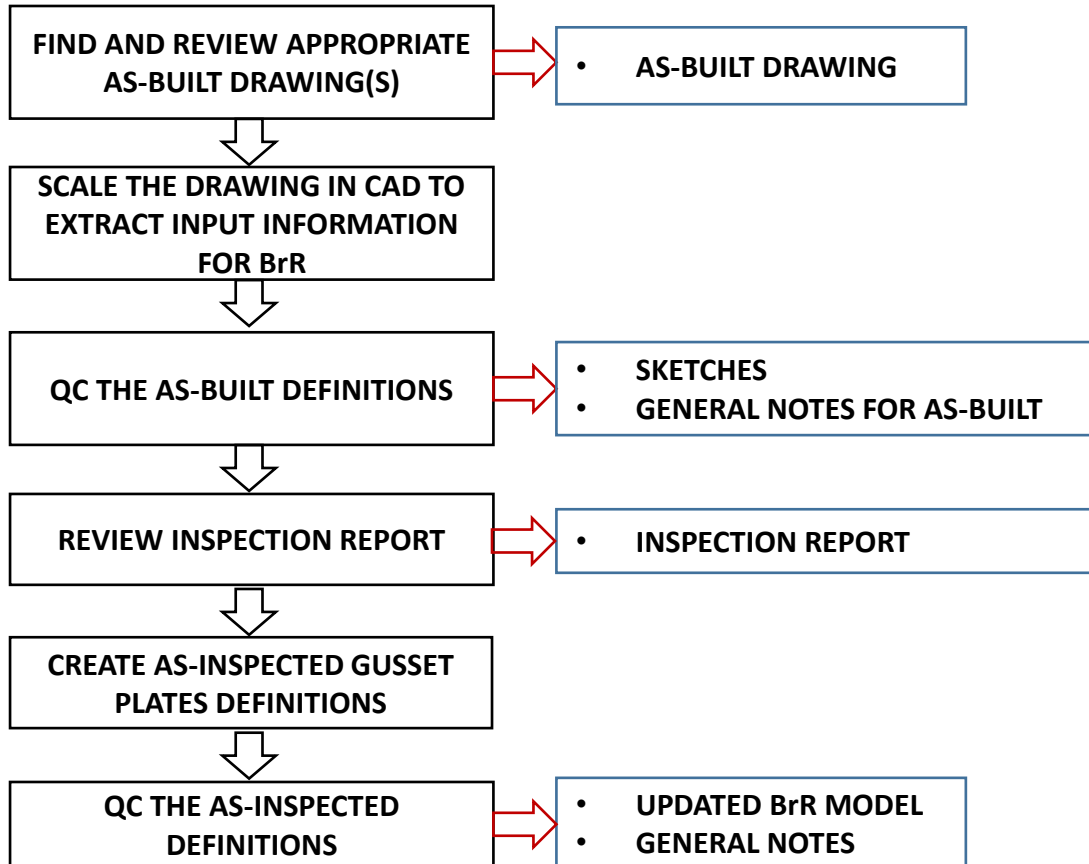 FIND AND REVIEW APPROPRIATE
AS-BUILT DRAWING(S)
• AS-BUILT DRAWING
SCALE THE DRAWING IN CAD TO
EXTRACT INPUT INFORMATION
FOR BrR
QC THE AS-BUILT DEFINITIONS
• SKETCHES
• GENERAL NOTES FOR AS-BUILT
REVIEW INSPECTION REPORT
• INSPECTION REPORT
CREATE AS-INSPECTED GUSSET
PLATES DEFINITIONS
QC THE AS-INSPECTED
DEFINITIONS
• UPDATED BrR MODEL
• GENERAL NOTES